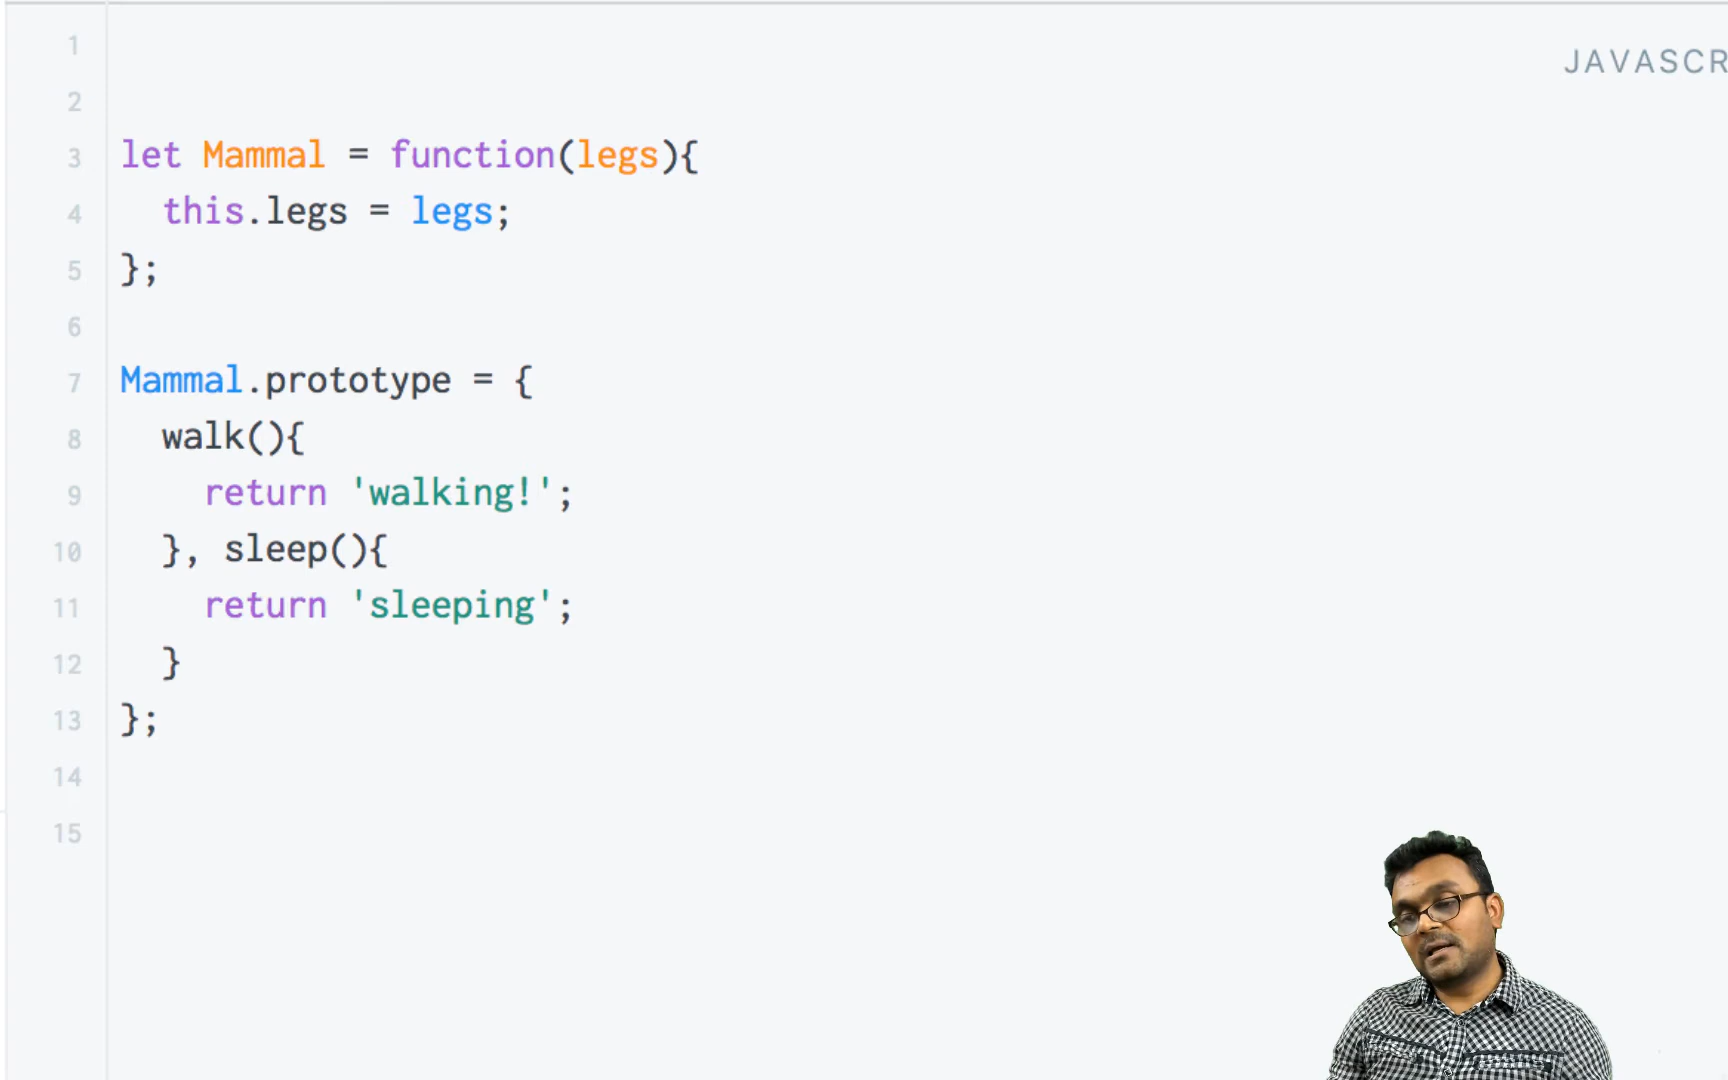 JAVASCR
1
2
3 let Mammal = function(legs){
4 this.legs = legs;
5 };
6
7 Mammal.prototype = {
8 walk(){
9 return 'walking!';
10 }, sleep(){
11 return 'sleeping';
12 }
13 };
14
15